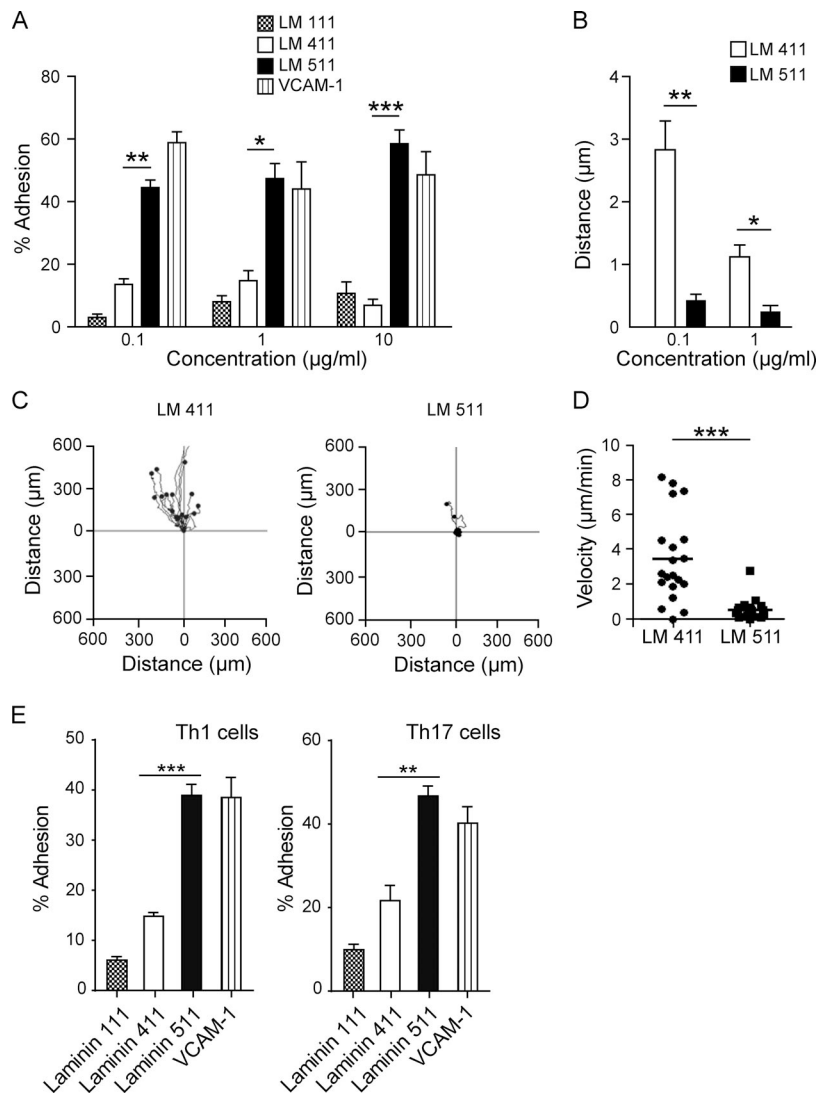 A
LM 111
LM 411
LM 511
VCAM-1
% Adhesion
80
60
40
20
0
** * ***
0.1 1 10
Concentration (µg/ml)
B
LM 411
LM 511
Distance (µm)
4
3
2
1
0
** *
0.1 1
Concentration (µg/ml)
C
LM 411
Distance (µm)
600
300
0
300
600
600 300 0 300 600
Distance (µm)
LM 511
Distance (µm)
600
300
0
300
600
600 300 0 300 600
Distance (µm)
D
***
Velocity (µm/min)
10
8
6
4
2
0
LM 411 LM 511
E
Th1 cells
% Adhesion
50
40
30
20
10
0
***
Laminin 111
Laminin 411
Laminin 511
VCAM-1
Th17 cells
% Adhesion
60
40
20
0
**
Laminin 111
Laminin 411
Laminin 511
VCAM-1